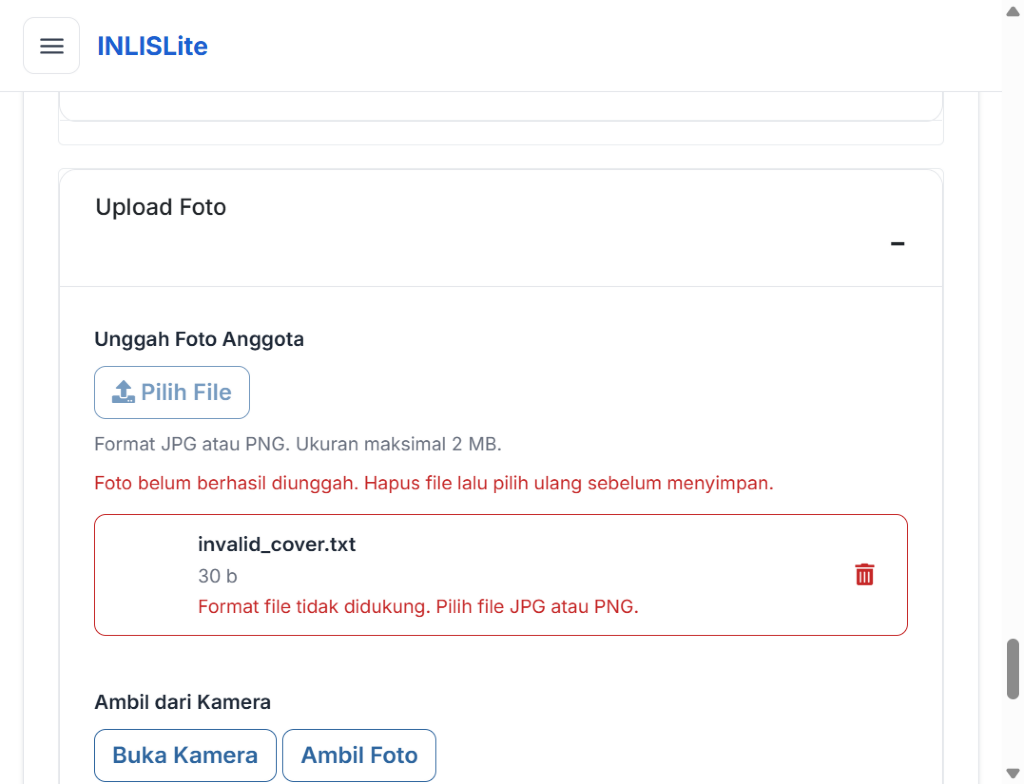 INLISLite
Upload Foto
Unggah Foto Anggota
Pilih File
Format JPG atau PNG. Ukuran maksimal 2 MB.
Foto belum berhasil diunggah. Hapus file lalu pilih ulang sebelum menyimpan.
invalid_cover.txt
30 b
Format file tidak didukung. Pilih file JPG atau PNG.
Ambil dari Kamera
Buka Kamera Ambil Foto